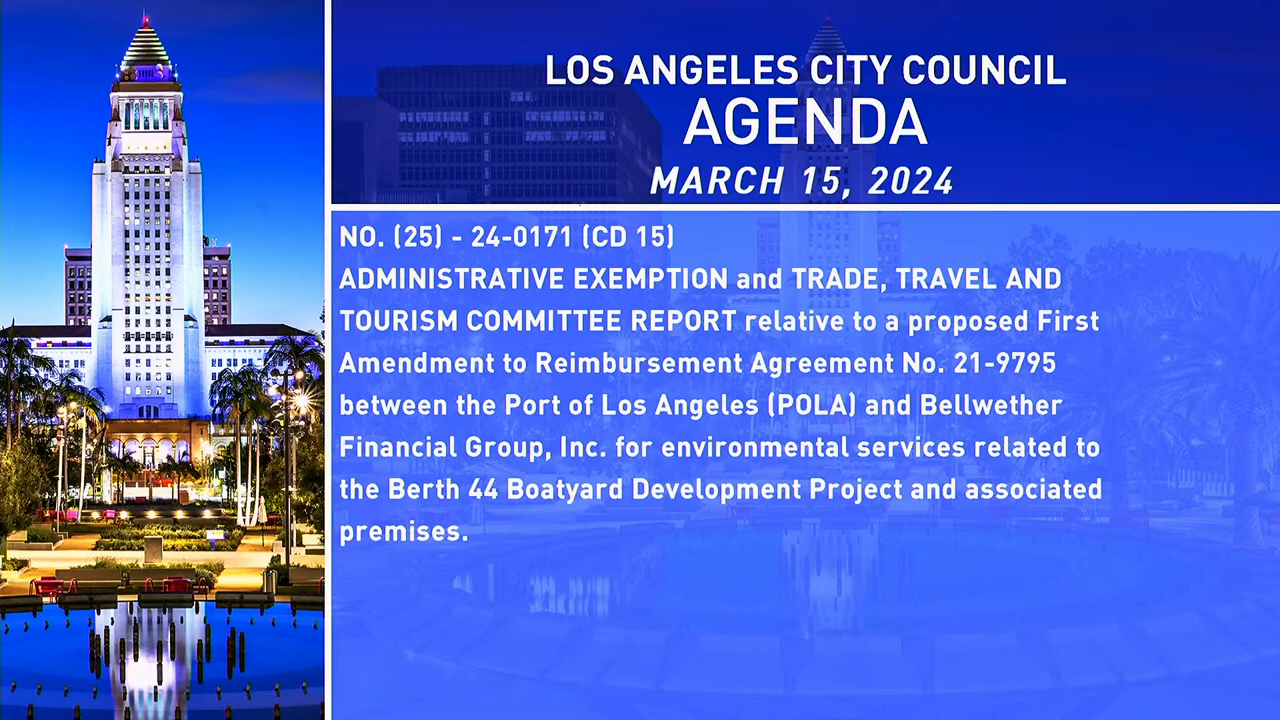 LOS ANGELES CITY COUNCIL
AGENDA
MARCH 15, 2024
NO. (25) - 24-0171 (CD 15)
ADMINISTRATIVE EXEMPTION and TRADE, TRAVEL AND
TOURISM COMMITTEE REPORT relative to a proposed First
Amendment to Reimbursement Agreement No. 21-9795
between the Port of Los Angeles (POLA) and Bellwether
Financial Group, Inc. for environmental services related to
the Berth 44 Boatyard Development Project and associated
premises.